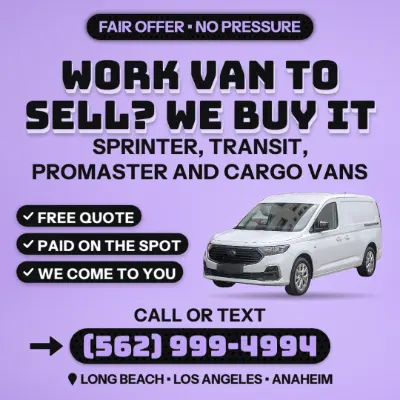 FAIR OFFER • NO PRESSURE
WORK VAN TO
SELL? WE BUY IT
SPRINTER, TRANSIT,
PROMASTER AND CARGO VANS
FREE QUOTE
PAID ON THE SPOT
WE COME TO YOU
CALL OR TEXT
(562) 999-4994
LONG BEACH • LOS ANGELES • ANAHEIM